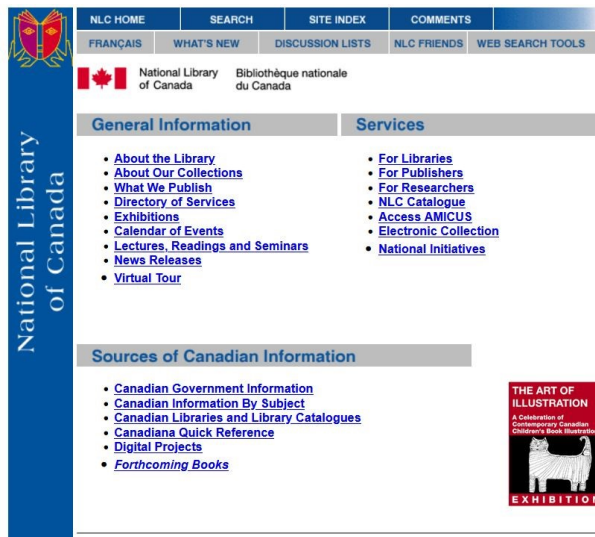 NLC HOME SEARCH SITE INDEX COMMENTS
FRANÇAIS WHAT'S NEW DISCUSSION LISTS NLC FRIENDS WEB SEARCH TOOLS
National Library of Canada
National Library Bibliothèque nationale
of Canada du Canada
General Information
About the Library
About Our Collections
What We Publish
Directory of Services
Exhibitions
Calendar of Events
Lectures, Readings and Seminars
News Releases
Virtual Tour
Services
For Libraries
For Publishers
For Researchers
NLC Catalogue
Access AMICUS
Electronic Collection
National Initiatives
Sources of Canadian Information
Canadian Government Information
Canadian Information By Subject
Canadian Libraries and Library Catalogues
Canadiana Quick Reference
Digital Projects
Forthcoming Books
THE ART OF
ILLUSTRATION
A Celebration of
Contemporary Canadian
Children's Book Illustratio
EXHIBITION